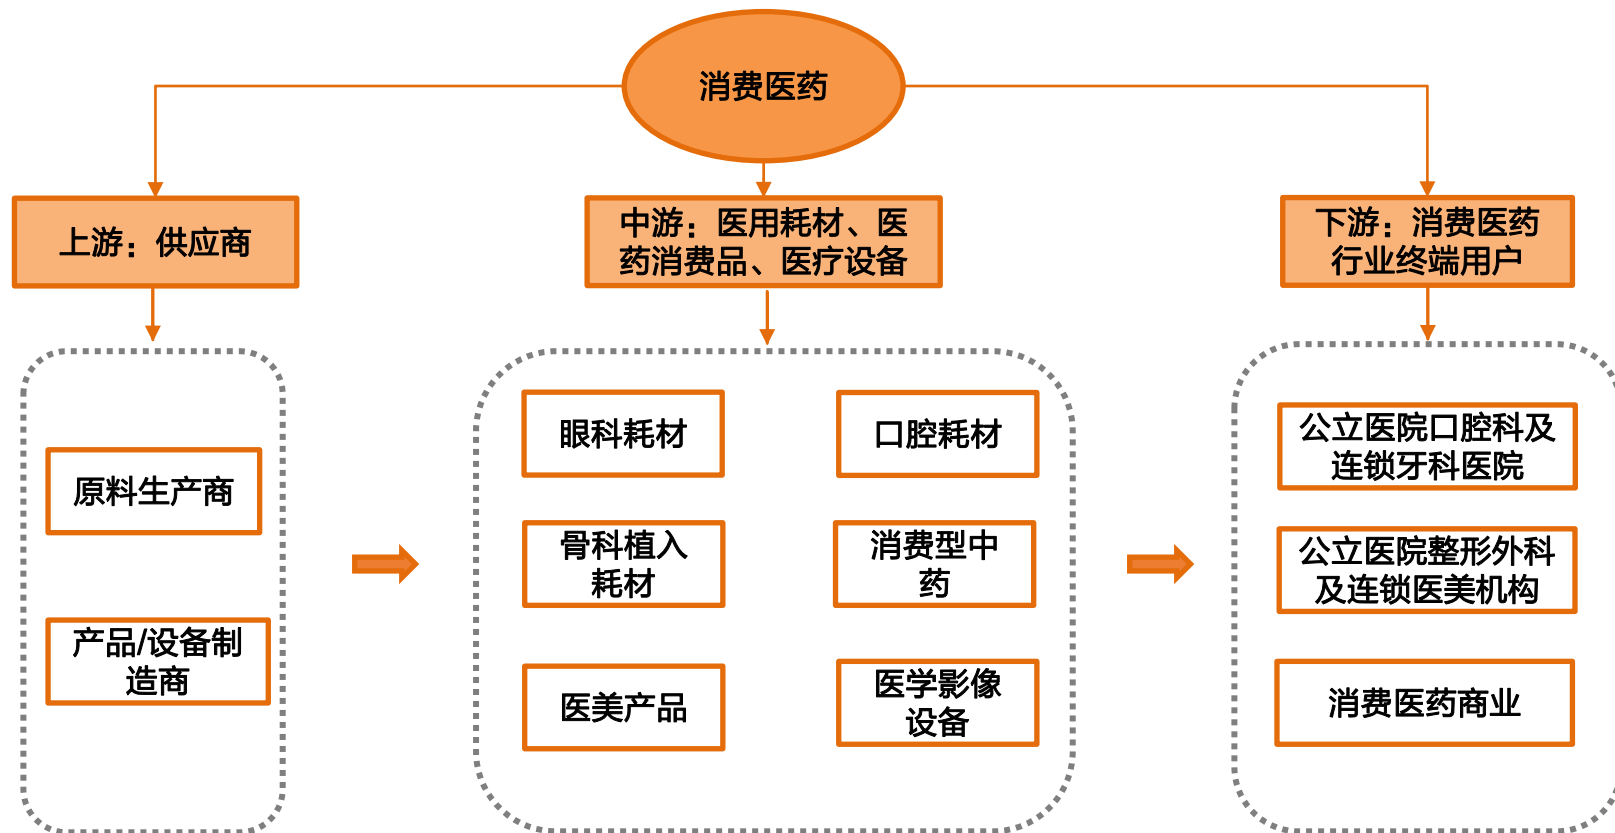 消费医药
上游：供应商
中游：医用耗材、医
药消费品、医疗设备
下游：消费医药
行业终端用户
原料生产商
产品/设备制
造商
眼科耗材
口腔耗材
骨科植入
耗材
消费型中
药
医美产品
医学影像
设备
公立医院口腔科及
连锁牙科医院
公立医院整形外科
及连锁医美机构
消费医药商业